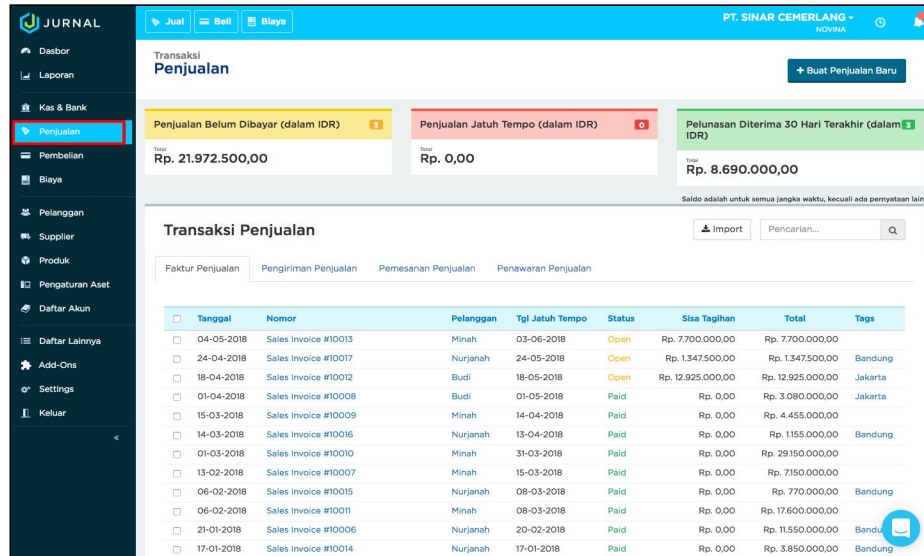 JURNAL
Jual
Beli
Biaya
PT. SINAR CEMERLANG
NOVINA
Dasbor
Laporan
Kas & Bank
Penjualan
Pembelian
Biaya
Pelanggan
Supplier
Produk
Pengaturan Aset
Daftar Akun
Daftar Lainnya
Add-Ons
Settings
Keluar
«
Transaksi
Penjualan
+ Buat Penjualan Baru
Penjualan Belum Dibayar (dalam IDR) 3
Total
Rp. 21.972.500,00
Penjualan Jatuh Tempo (dalam IDR) 0
Total
Rp. 0,00
Pelunasan Diterima 30 Hari Terakhir (dalam 3
IDR)
Total
Rp. 8.690.000,00
Saldo adalah untuk semua jangka waktu, kecuali ada pernyataan lain
Transaksi Penjualan
Import
Pencarian...
Faktur Penjualan Pengiriman Penjualan Pemesanan Penjualan Penawaran Penjualan
Tanggal Nomor Pelanggan Tgl Jatuh Tempo Status Sisa Tagihan Total Tags
04-05-2018 Sales Invoice #10013 Minah 03-06-2018 Open Rp. 7.700.000,00 Rp. 7.700.000,00
24-04-2018 Sales Invoice #10017 Nurjanah 24-05-2018 Open Rp. 1.347.500,00 Rp. 1.347.500,00 Bandung
18-04-2018 Sales Invoice #10012 Budi 18-05-2018 Open Rp. 12.925.000,00 Rp. 12.925.000,00 Jakarta
01-04-2018 Sales Invoice #10008 Budi 01-05-2018 Paid Rp. 0,00 Rp. 3.080.000,00 Jakarta
15-03-2018 Sales Invoice #10009 Minah 14-04-2018 Paid Rp. 0,00 Rp. 4.455.000,00
14-03-2018 Sales Invoice #10016 Nurjanah 13-04-2018 Paid Rp. 0,00 Rp. 1.155.000,00 Bandung
01-03-2018 Sales Invoice #10010 Minah 31-03-2018 Paid Rp. 0,00 Rp. 29.150.000,00
13-02-2018 Sales Invoice #10007 Minah 15-03-2018 Paid Rp. 0,00 Rp. 7.150.000,00
06-02-2018 Sales Invoice #10015 Nurjanah 08-03-2018 Paid Rp. 0,00 Rp. 770.000,00 Bandung
06-02-2018 Sales Invoice #10011 Minah 08-03-2018 Paid Rp. 0,00 Rp. 17.600.000,00
21-01-2018 Sales Invoice #10006 Nurjanah 20-02-2018 Paid Rp. 0,00 Rp. 11.550.000,00 Bandu
17-01-2018 Sales Invoice #10014 Nurjanah 17-01-2018 Paid Rp. 0,00 Rp. 3.850.000,00 Bandung